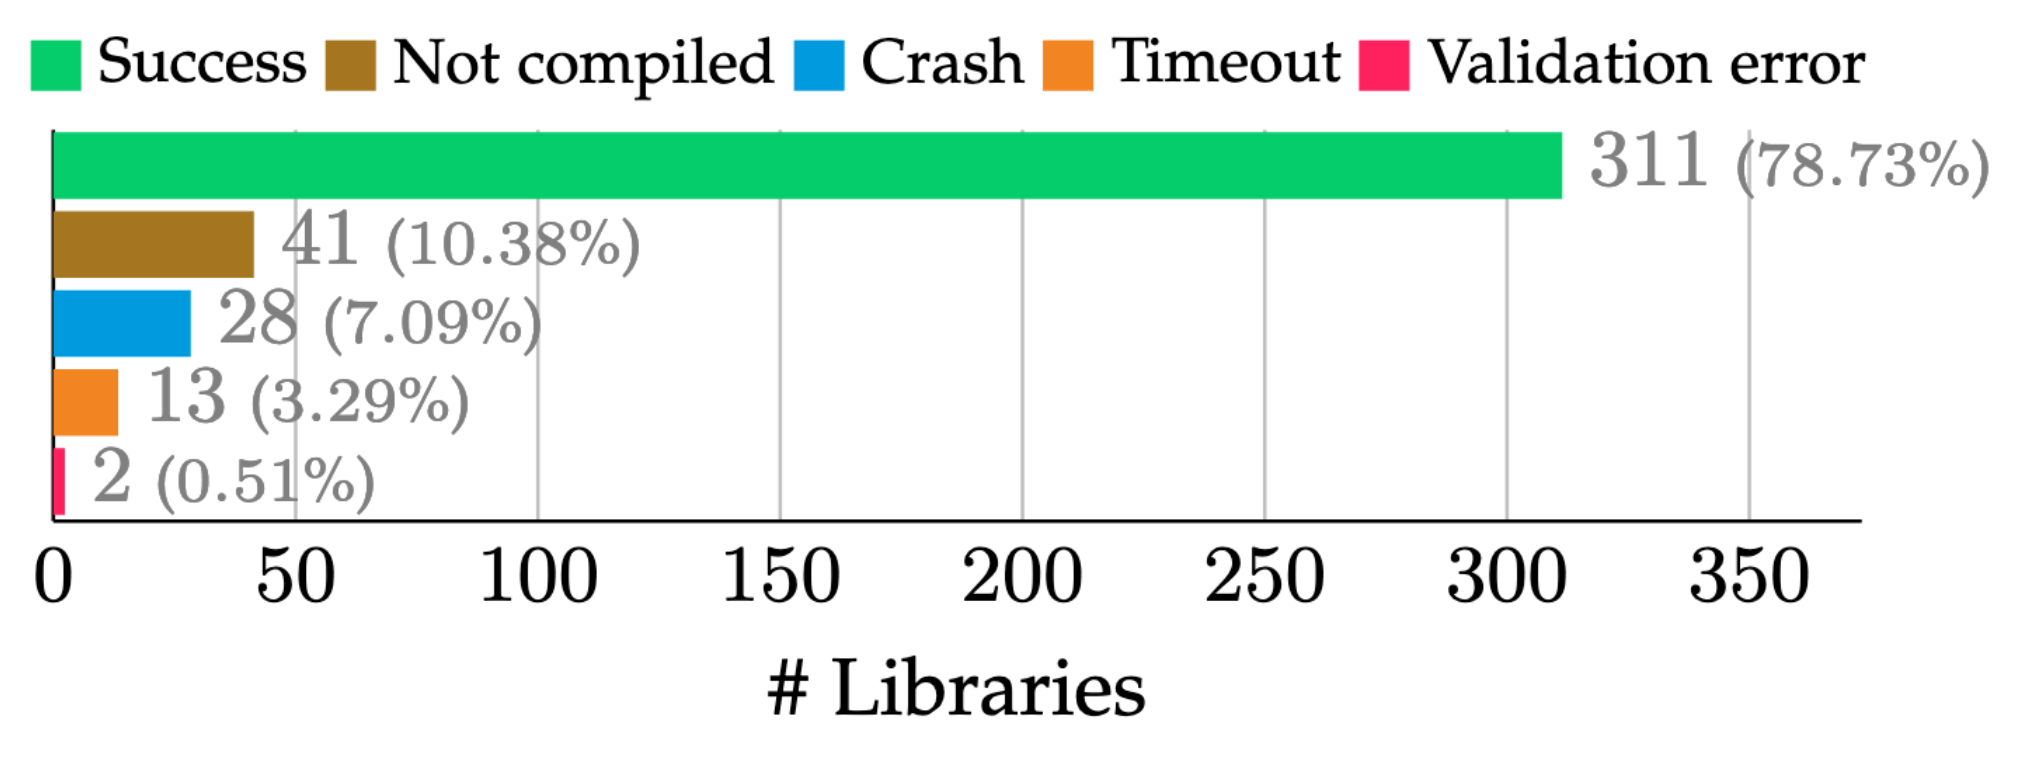 Success Not compiled Crash Timeout Validation error
311 (78.73%)
41 (10.38%)
28 (7.09%)
13 (3.29%)
2 (0.51%)
0 50 100 150 200 250 300 350
# Libraries